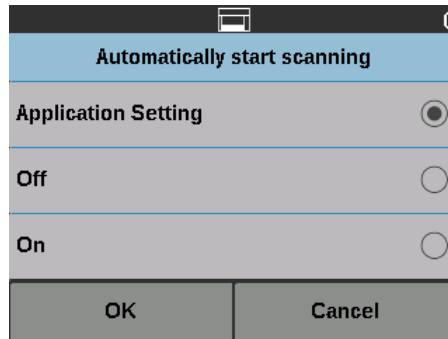 Automatically start scanning
Application Setting
Off
On
OK
Cancel